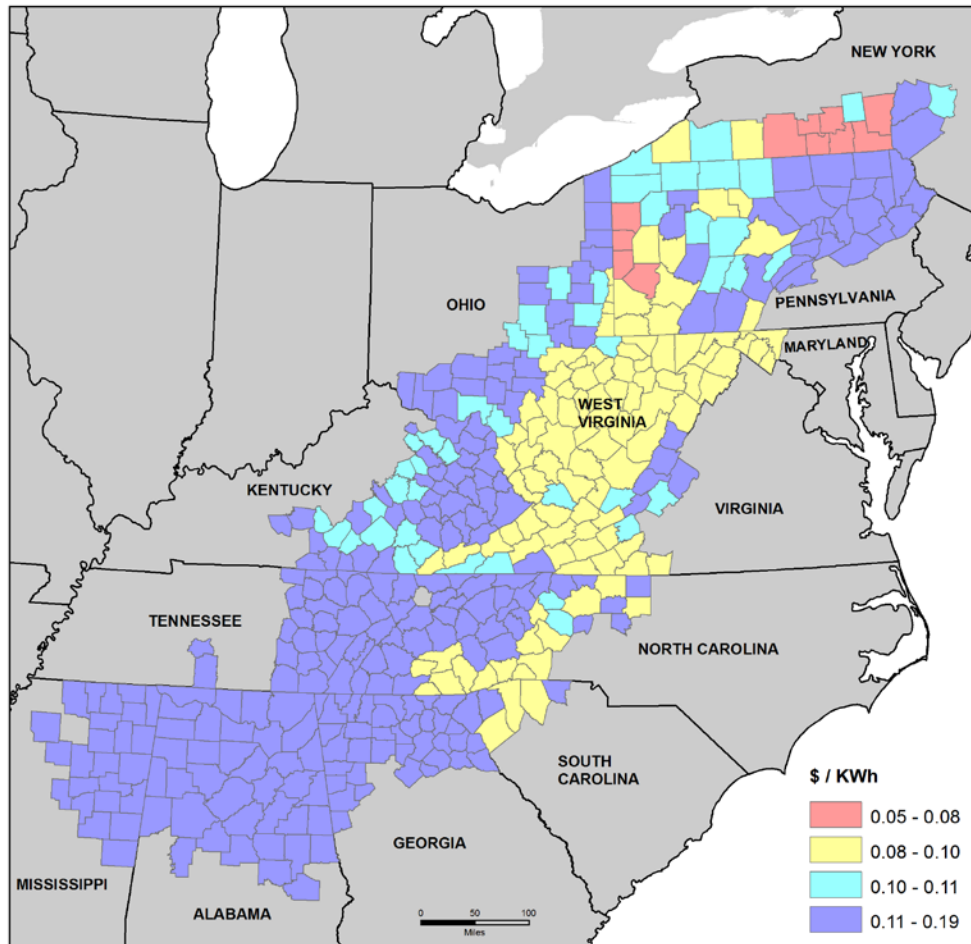 NEW YORK
OHIO
PENNSYLVANIA
MARYLAND
WEST
VIRGINIA
KENTUCKY
VIRGINIA
TENNESSEE
NORTH CAROLINA
SOUTH
CAROLINA
$ / KWh
0.05 - 0.08
0.08 - 0.10
0.10 - 0.11
0.11 - 0.19
GEORGIA
MISSISSIPPI
ALABAMA
0 50 100
Miles